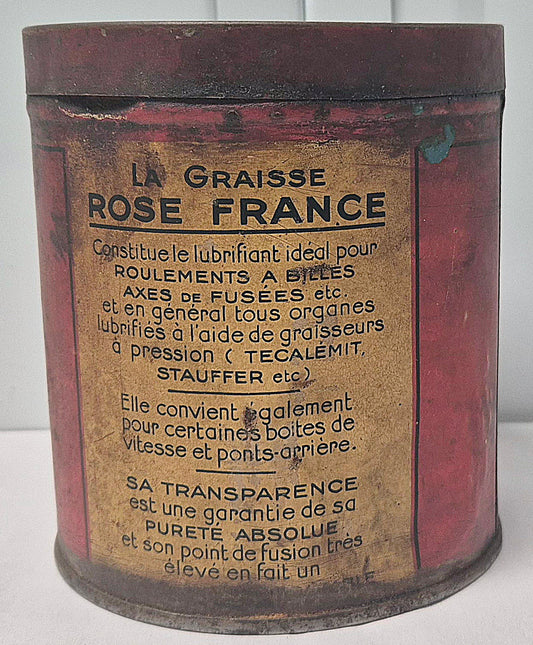 LA GRAISSE
ROSE FRANCE
Constitue le lubrifiant idéal pour
ROULEMENTS A BILLES
AXES DE FUSÉES etc.
et en général tous organes
lubrifiés à l'aide de graisseurs
à pression ( TECALÉMIT,
STAUFFER etc)
Elle convient également
pour certaines boites de
vitesse et ponts-arrière.
SA TRANSPARENCE
est une garantie de sa
PURETÉ ABSOLUE
et son point de fusion très
élevé en fait un